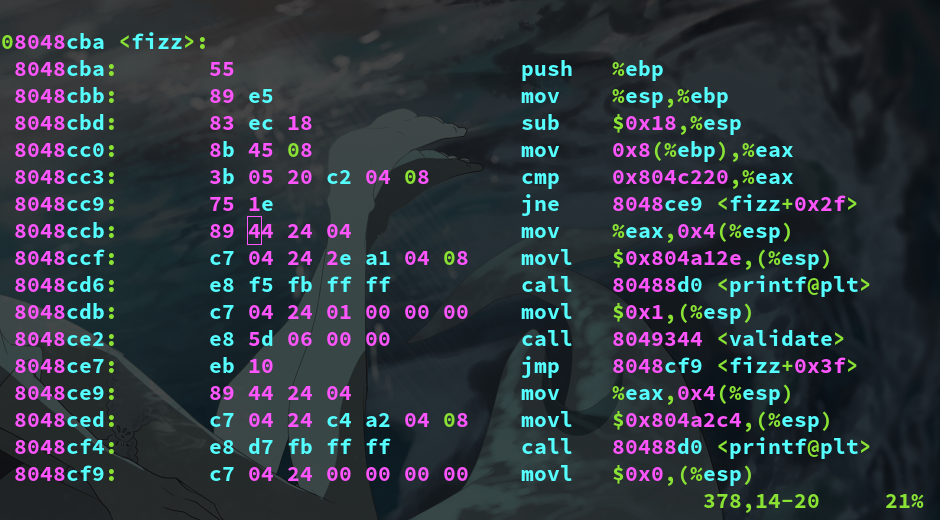 08048cba <fizz>:
8048cba: 55 push %ebp
8048cbb: 89 e5 mov %esp,%ebp
8048cbd: 83 ec 18 sub $0x18,%esp
8048cc0: 8b 45 08 mov 0x8(%ebp),%eax
8048cc3: 3b 05 20 c2 04 08 cmp 0x804c220,%eax
8048cc9: 75 1e jne 8048ce9 <fizz+0x2f>
8048ccb: 89 44 24 04 mov %eax,0x4(%esp)
8048ccf: c7 04 24 2e a1 04 08 movl $0x804a12e,(%esp)
8048cd6: e8 f5 fb ff ff call 80488d0 <printf@plt>
8048cdb: c7 04 24 01 00 00 00 movl $0x1,(%esp)
8048ce2: e8 5d 06 00 00 call 8049344 <validate>
8048ce7: eb 10 jmp 8048cf9 <fizz+0x3f>
8048ce9: 89 44 24 04 mov %eax,0x4(%esp)
8048ced: c7 04 24 c4 a2 04 08 movl $0x804a2c4,(%esp)
8048cf4: e8 d7 fb ff ff call 80488d0 <printf@plt>
8048cf9: c7 04 24 00 00 00 00 movl $0x0,(%esp)
378,14-20 21%